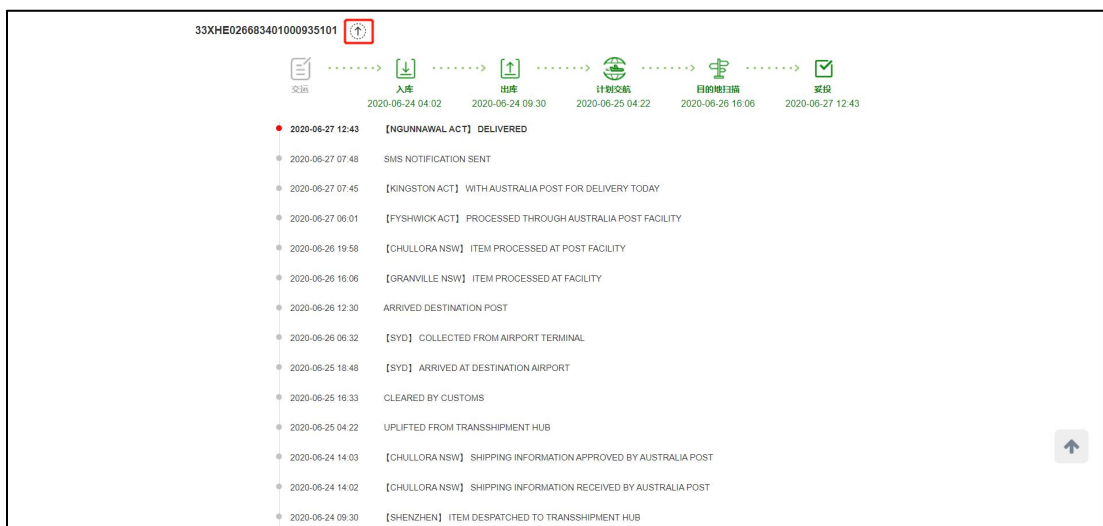 33XHE026683401000935101
交运 入库 出库 计划交航 目的地扫描 妥投
2020-06-24 04:02 2020-06-24 09:30 2020-06-25 04:22 2020-06-26 16:06 2020-06-27 12:43
2020-06-27 12:43 【NGUNNAWAL ACT】 DELIVERED
2020-06-27 07:48 SMS NOTIFICATION SENT
2020-06-27 07:45 【KINGSTON ACT】 WITH AUSTRALIA POST FOR DELIVERY TODAY
2020-06-27 06:01 【FYSHWICK ACT】 PROCESSED THROUGH AUSTRALIA POST FACILITY
2020-06-26 19:58 【CHULLORA NSW】 ITEM PROCESSED AT POST FACILITY
2020-06-26 16:06 【GRANVILLE NSW】 ITEM PROCESSED AT FACILITY
2020-06-26 12:30 ARRIVED DESTINATION POST
2020-06-26 06:32 【SYD】 COLLECTED FROM AIRPORT TERMINAL
2020-06-25 18:48 【SYD】 ARRIVED AT DESTINATION AIRPORT
2020-06-25 16:33 CLEARED BY CUSTOMS
2020-06-25 04:22 UPLIFTED FROM TRANSSHIPMENT HUB
2020-06-24 14:03 【CHULLORA NSW】 SHIPPING INFORMATION APPROVED BY AUSTRALIA POST
2020-06-24 14:02 【CHULLORA NSW】 SHIPPING INFORMATION RECEIVED BY AUSTRALIA POST
2020-06-24 09:30 【SHENZHEN】 ITEM DESPATCHED TO TRANSSHIPMENT HUB